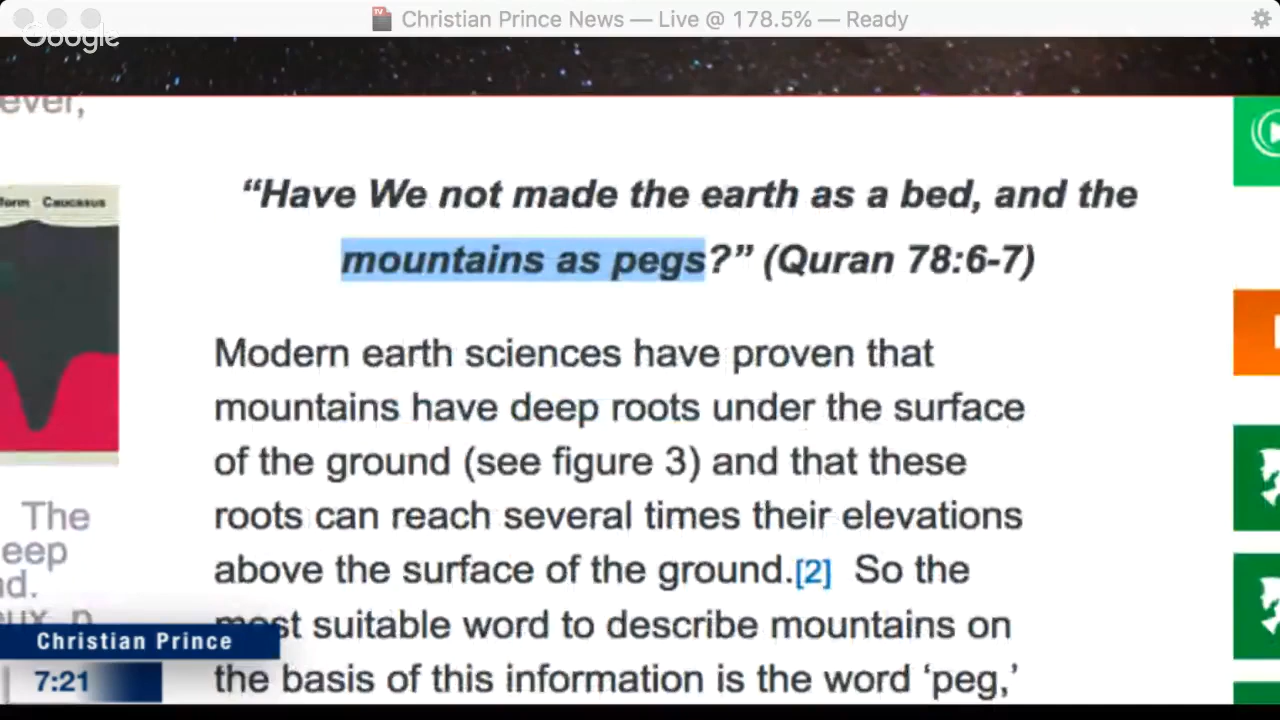 Christian Prince News — Live @ 178.5% — Ready
Google
ever,
form Caucasus
“Have We not made the earth as a bed, and the
mountains as pegs?” (Quran 78:6-7)
Modern earth sciences have proven that
mountains have deep roots under the surface
of the ground (see figure 3) and that these
roots can reach several times their elevations
above the surface of the ground.[2]  So the
most suitable word to describe mountains on
the basis of this information is the word ‘peg,’
The
eep
nd.
Christian Prince
7:21